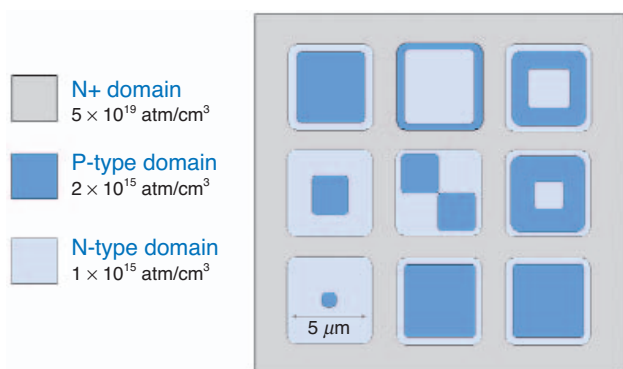 N+ domain
5 × 10¹⁹ atm/cm³
P-type domain
2 × 10¹⁵ atm/cm³
N-type domain
1 × 10¹⁵ atm/cm³
5 μm